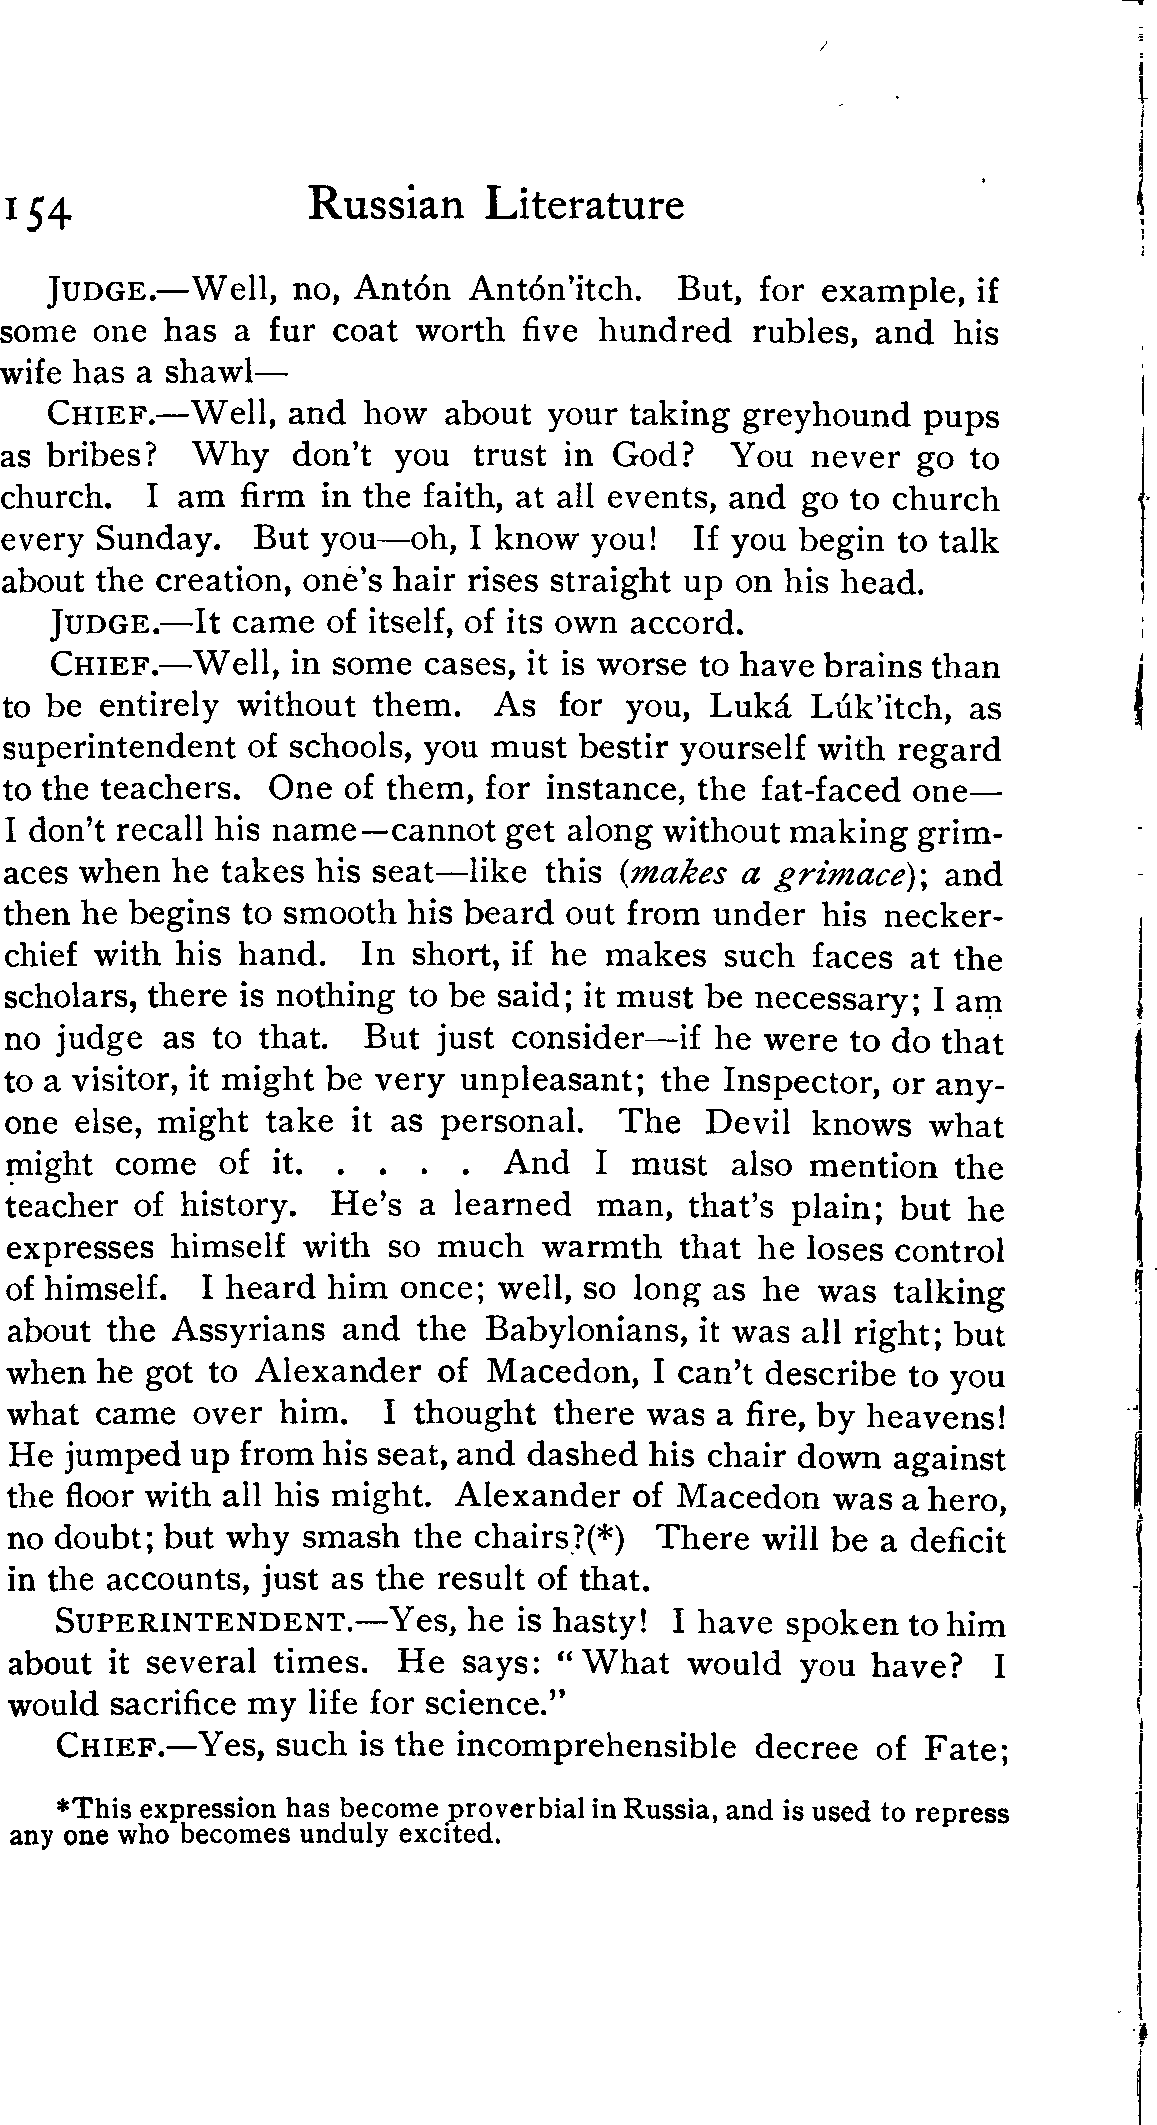 154 Russian Literature
JUDGE.—Well, no, Antón Antón'itch. But, for example, if
some one has a fur coat worth five hundred rubles, and his
wife has a shawl—
CHIEF.—Well, and how about your taking greyhound pups
as bribes? Why don't you trust in God? You never go to
church. I am firm in the faith, at all events, and go to church
every Sunday. But you—oh, I know you! If you begin to talk
about the creation, one's hair rises straight up on his head.
JUDGE.—It came of itself, of its own accord.
CHIEF.—Well, in some cases, it is worse to have brains than
to be entirely without them. As for you, Luká Lúk'itch, as
superintendent of schools, you must bestir yourself with regard
to the teachers. One of them, for instance, the fat-faced one—
I don't recall his name—cannot get along without making grim-
aces when he takes his seat—like this (makes a grimace); and
then he begins to smooth his beard out from under his necker-
chief with his hand. In short, if he makes such faces at the
scholars, there is nothing to be said; it must be necessary; I am
no judge as to that. But just consider—if he were to do that
to a visitor, it might be very unpleasant; the Inspector, or any-
one else, might take it as personal. The Devil knows what
might come of it. . . . . And I must also mention the
teacher of history. He's a learned man, that's plain; but he
expresses himself with so much warmth that he loses control
of himself. I heard him once; well, so long as he was talking
about the Assyrians and the Babylonians, it was all right; but
when he got to Alexander of Macedon, I can't describe to you
what came over him. I thought there was a fire, by heavens!
He jumped up from his seat, and dashed his chair down against
the floor with all his might. Alexander of Macedon was a hero,
no doubt; but why smash the chairs?(*) There will be a deficit
in the accounts, just as the result of that.
SUPERINTENDENT.—Yes, he is hasty! I have spoken to him
about it several times. He says: "What would you have? I
would sacrifice my life for science."
CHIEF.—Yes, such is the incomprehensible decree of Fate;
*This expression has become proverbial in Russia, and is used to repress
any one who becomes unduly excited.